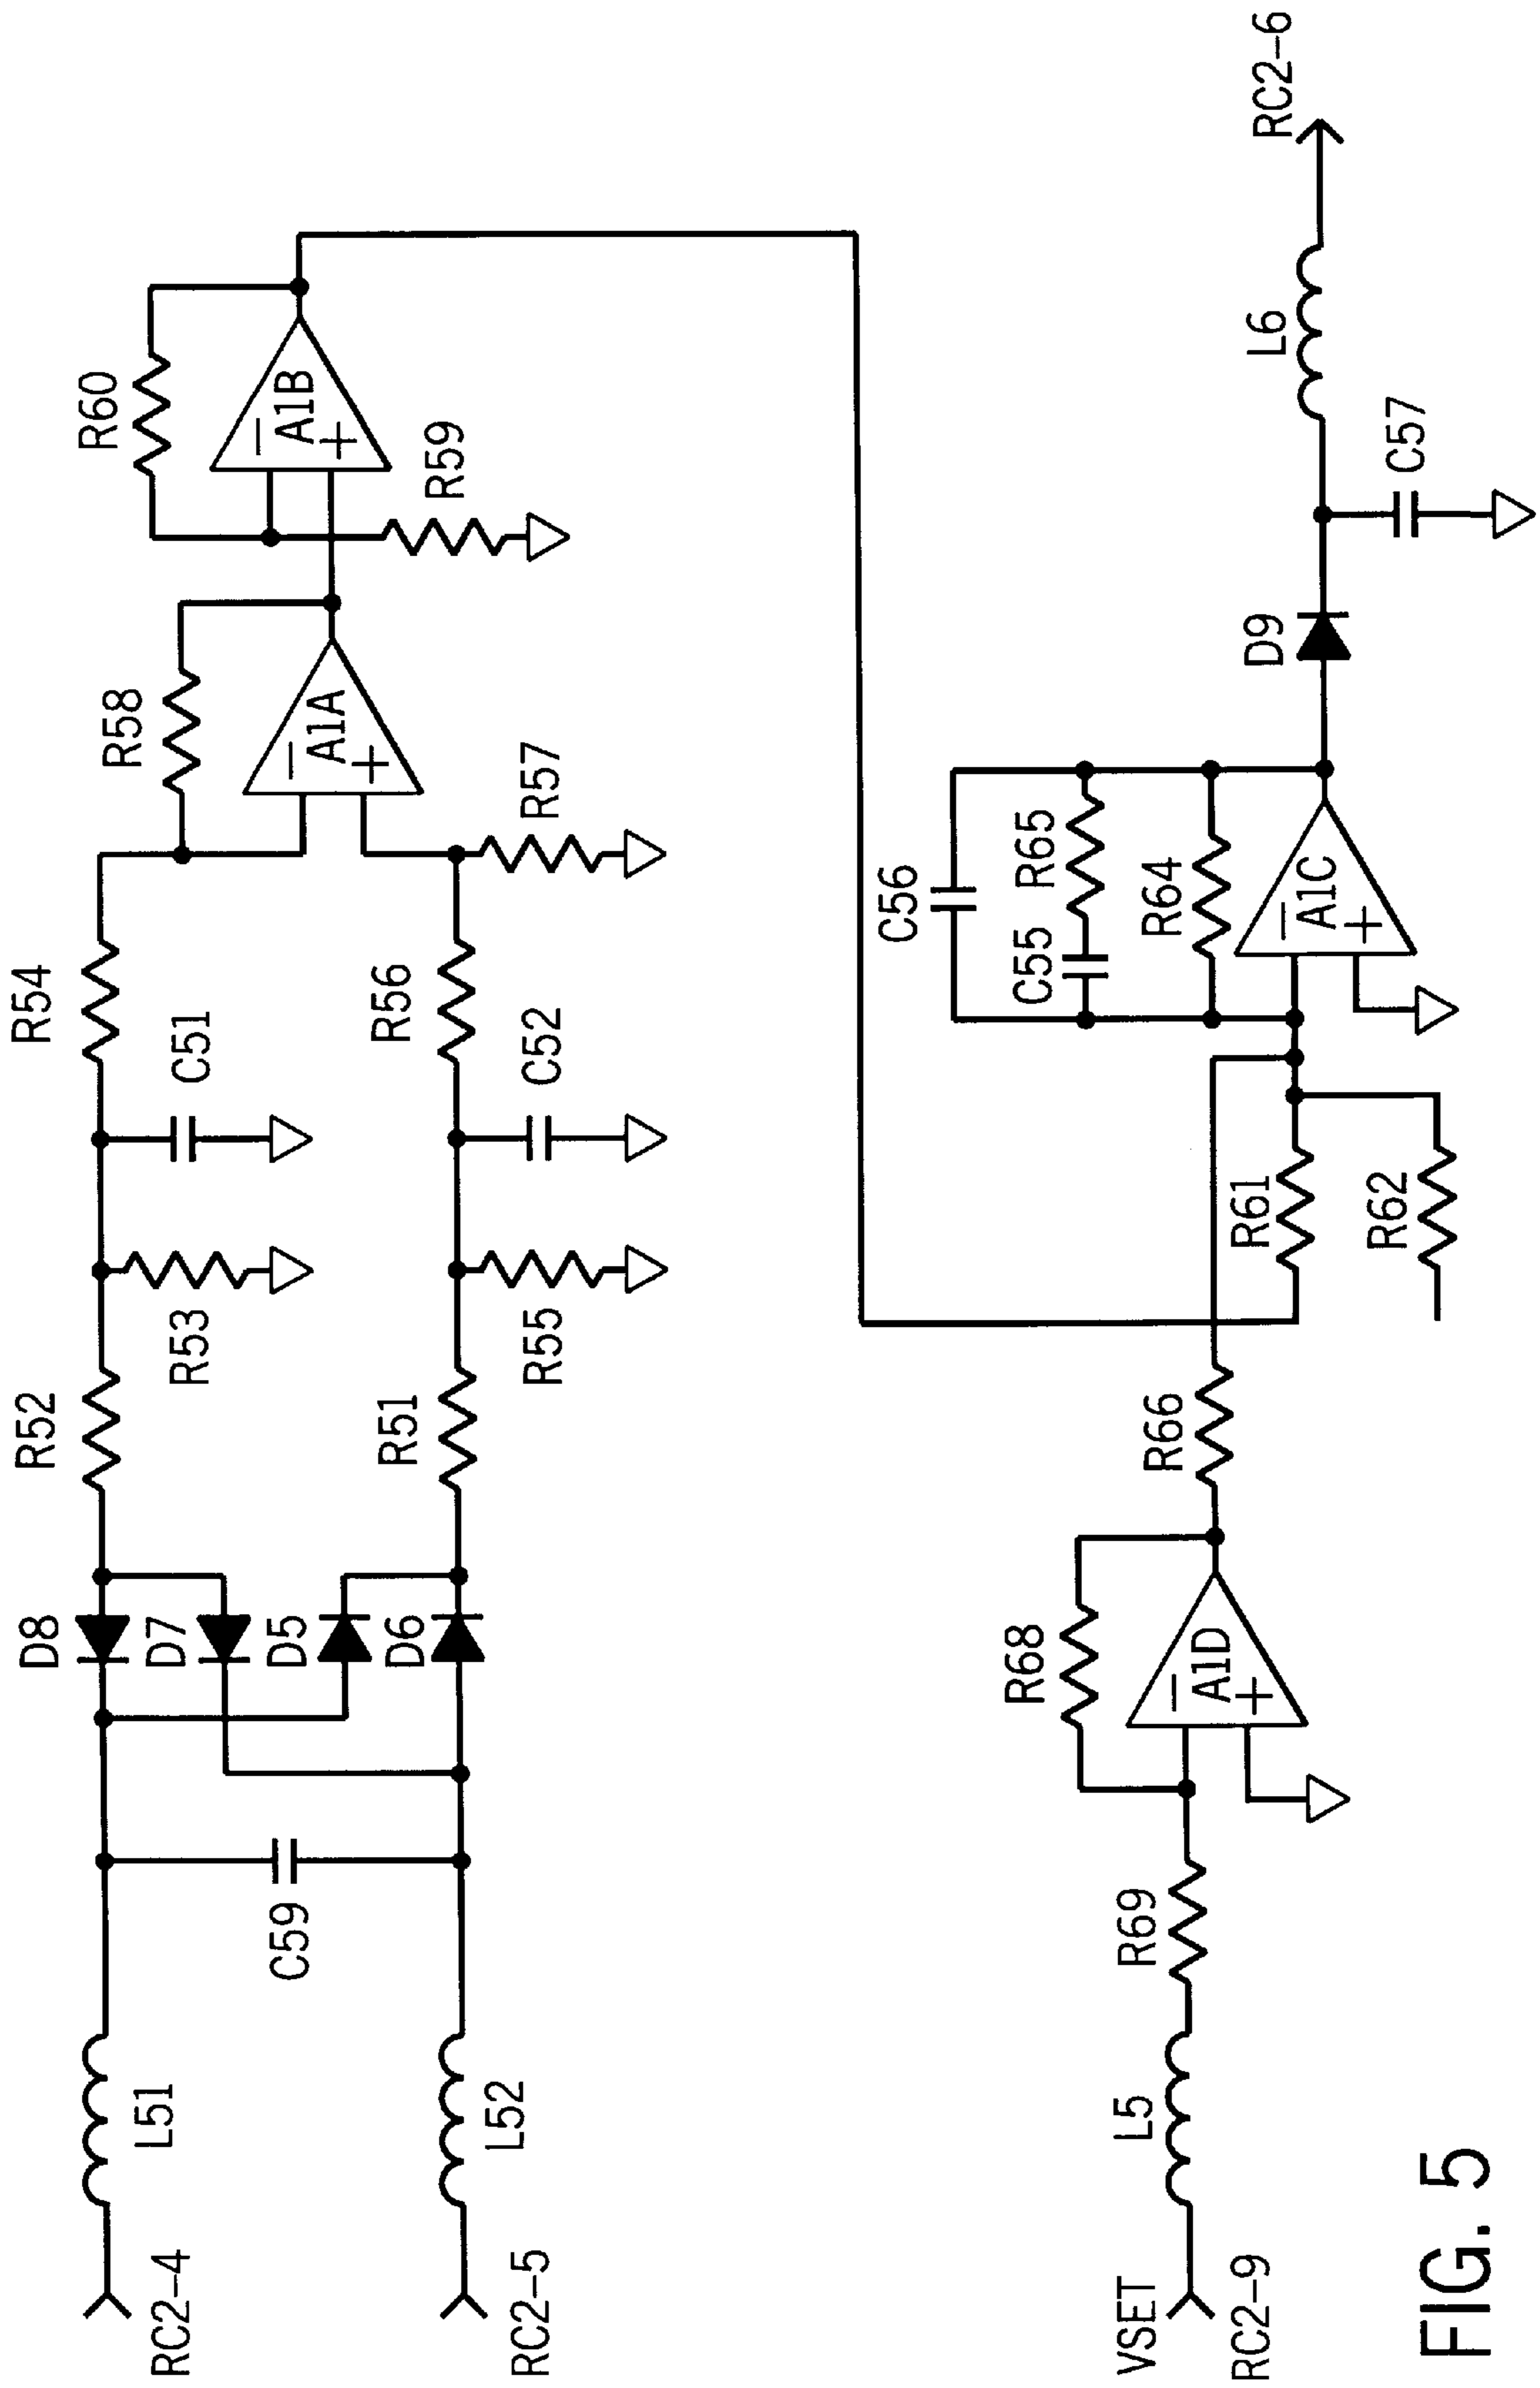 RC2-4
L51
C59
D8
D7
D5
D6
R52
R53
C51
R54
R58
A1A
R60
A1B
R59
R57
RC2-5
L52
R51
R55
C52
R56
VSET
RC2-9
L5
R69
R68
A1D
R66
R61
R62
C56
C55
R65
R64
A1C
D9
C57
L6
RC2-6
−
+
−
+
−
+
−
+
FIG. 5